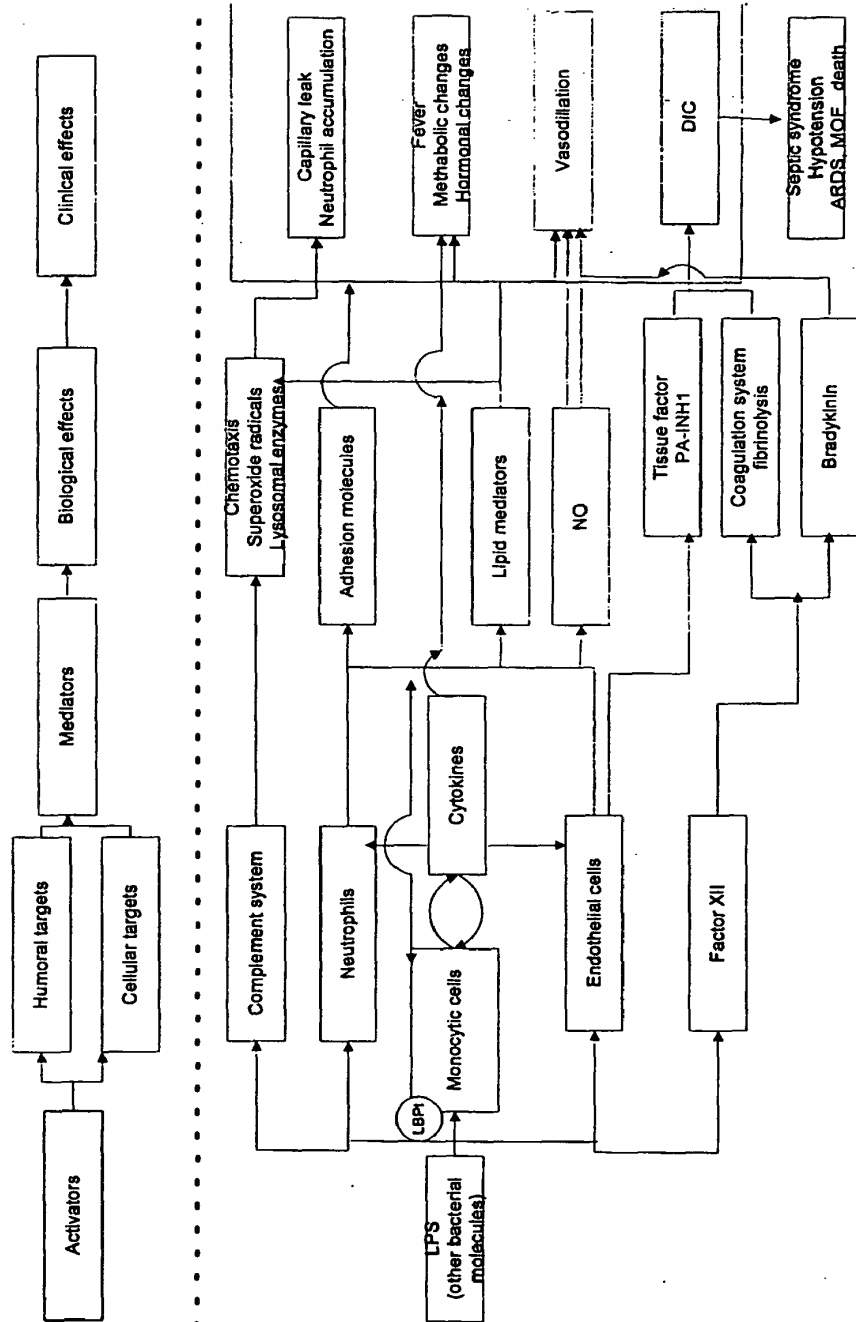 Activators
Humoral targets
Cellular targets
Mediators
Biological effects
Clinical effects
LPS
(other bacterial
molecules)
LBPt
Complement system
Neutrophils
Monocytic cells
Endothelial cells
Factor XII
Cytokines
Chemotaxis
Superoxide radicals
Lysosomal enzymes
Adhesion molecules
Lipid mediators
NO
Tissue factor
PA-INH1
Coagulation system
fibrinolysis
Bradykinin
Capillary leak
Neutrophil accumulation
Fever
Methabolic changes
Hormonal changes
Vasodillation
DIC
Septic syndrome
Hypotension
ARDS, MOF death